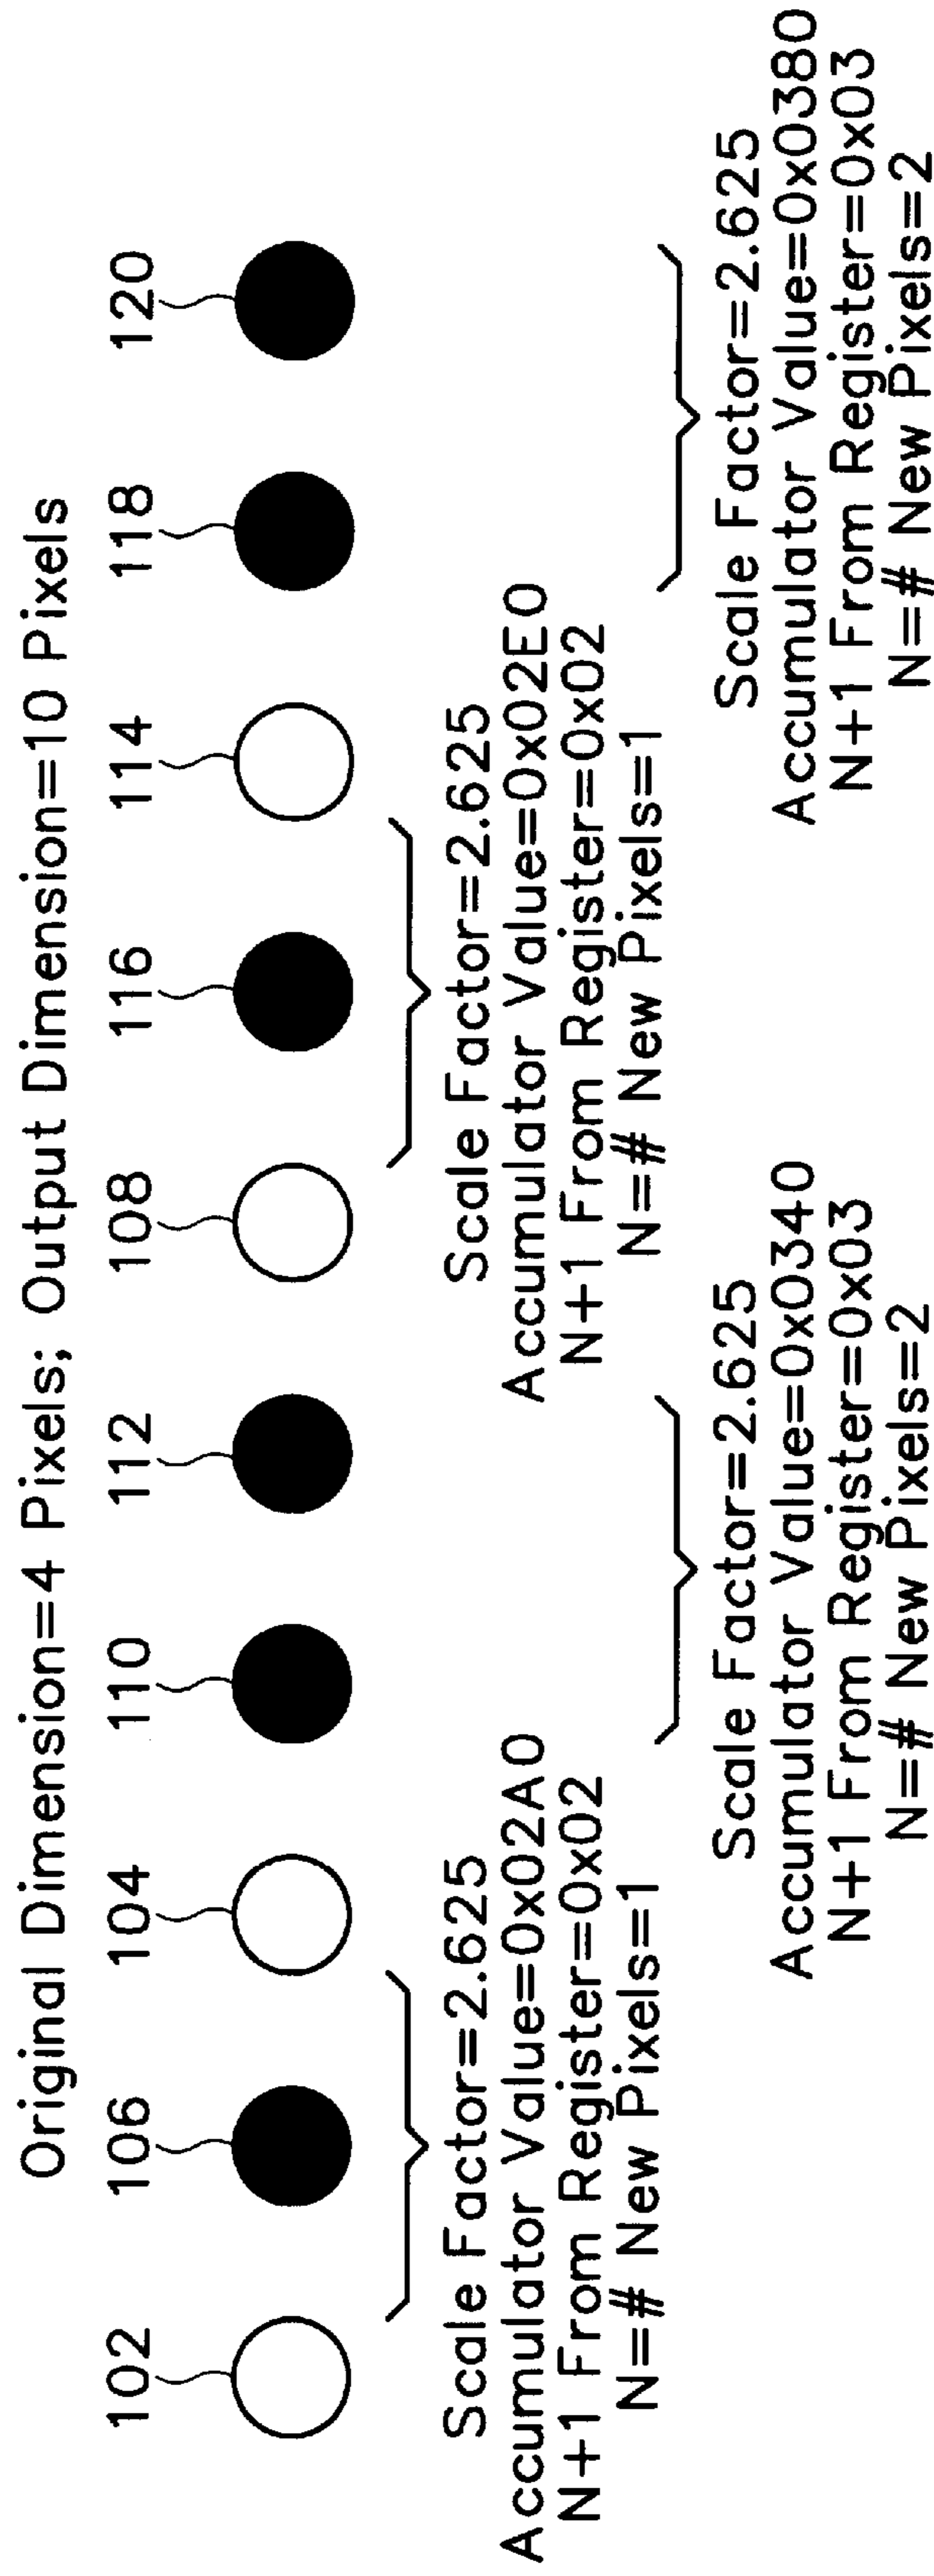 Original Dimension=4 Pixels; Output Dimension=10 Pixels
102 106 104 110 112 108 116 114 118 120
Scale Factor=2.625
Accumulator Value=0x02A0
N+1 From Register=0x02
N=# New Pixels=1
Scale Factor=2.625
Accumulator Value=0x0340
N+1 From Register=0x03
N=# New Pixels=2
Scale Factor=2.625
Accumulator Value=0x02E0
N+1 From Register=0x02
N=# New Pixels=1
Scale Factor=2.625
Accumulator Value=0x0380
N+1 From Register=0x03
N=# New Pixels=2